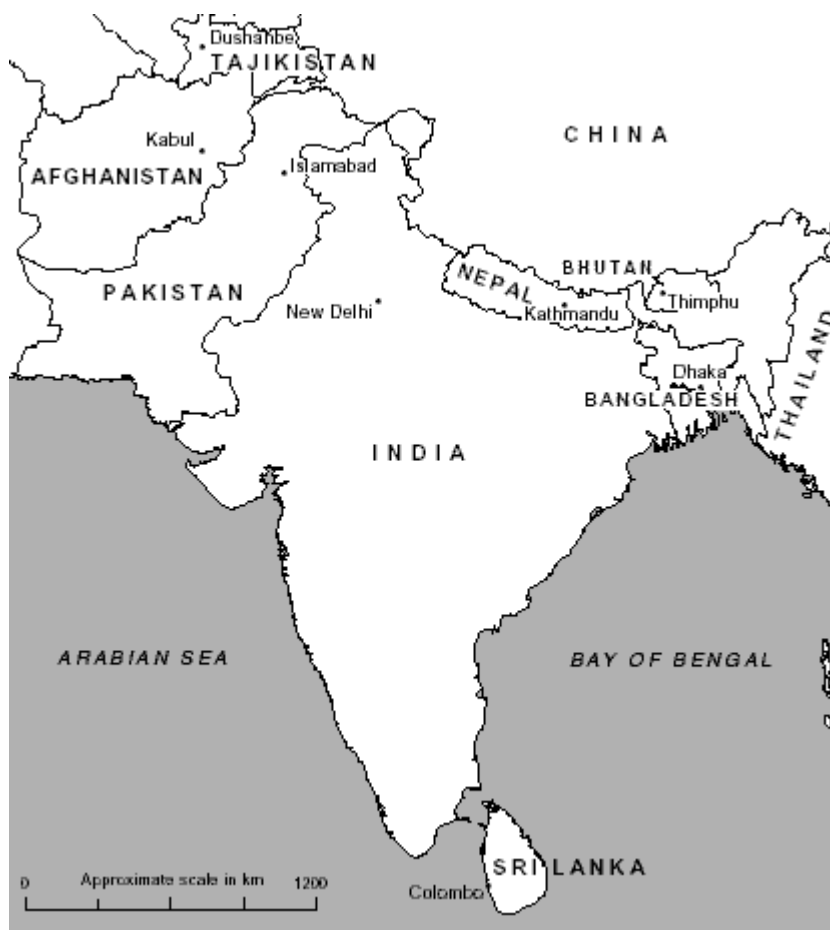 Dushanbe
TAJIKISTAN
Kabul
AFGHANISTAN
Islamabad
CHINA
PAKISTAN
New Delhi
NEPAL
Kathmandu
BHUTAN
Thimphu
Dhaka
BANGLADESH
THAILAND
INDIA
ARABIAN SEA
BAY OF BENGAL
SRI LANKA
Colombo
0 Approximate scale in km 1200